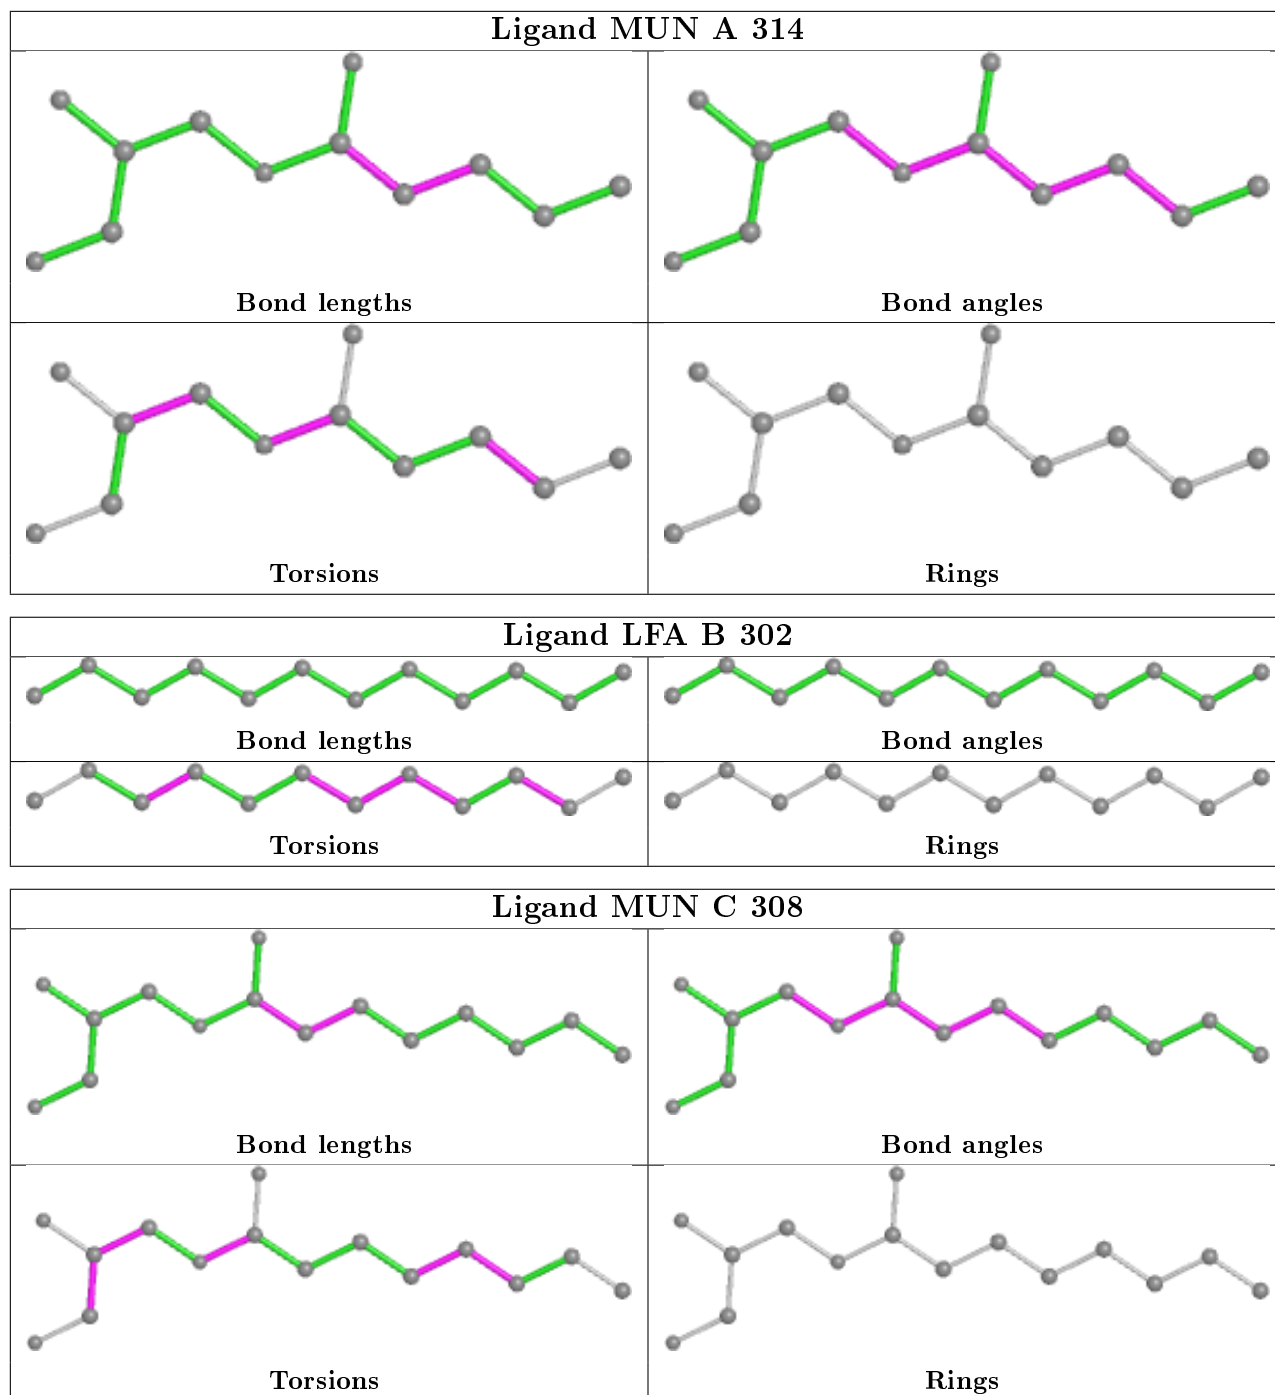 Ligand MUN A 314
Bond lengths
Bond angles
Torsions
Rings
Ligand LFA B 302
Bond lengths
Bond angles
Torsions
Rings
Ligand MUN C 308
Bond lengths
Bond angles
Torsions
Rings